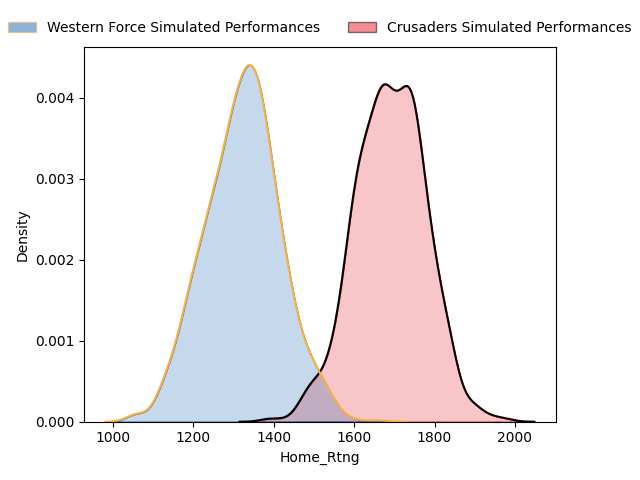 Western Force Simulated Performances
Crusaders Simulated Performances
Density
0.004
0.003
0.002
0.001
0.000
1000
1200
1400
1600
1800
2000
Home_Rtng